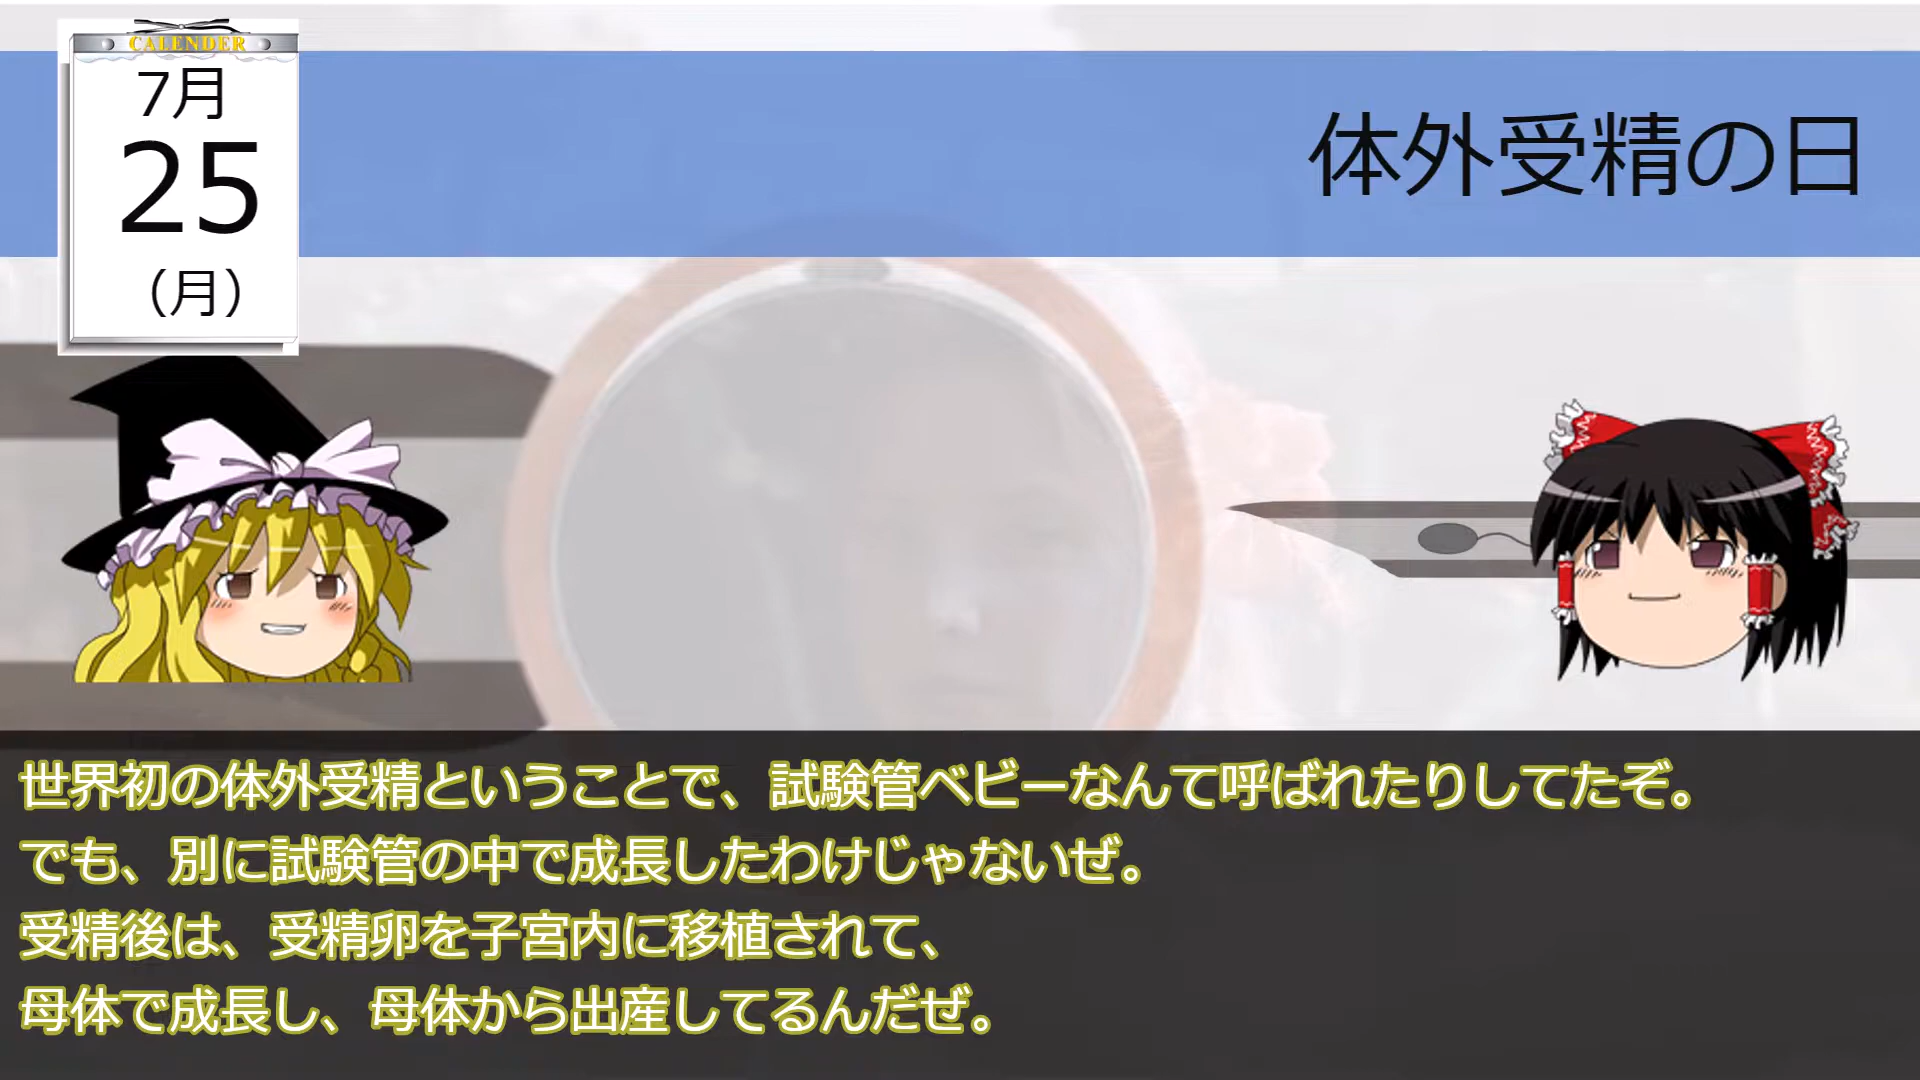 CALENDER
7月
25
（月）
体外受精の日
世界初の体外受精ということで、試験管ベビーなんて呼ばれたりしてたぞ。
でも、別に試験管の中で成長したわけじゃないぜ。
受精後は、受精卵を子宮内に移植されて、
母体で成長し、母体から出産してるんだぜ。